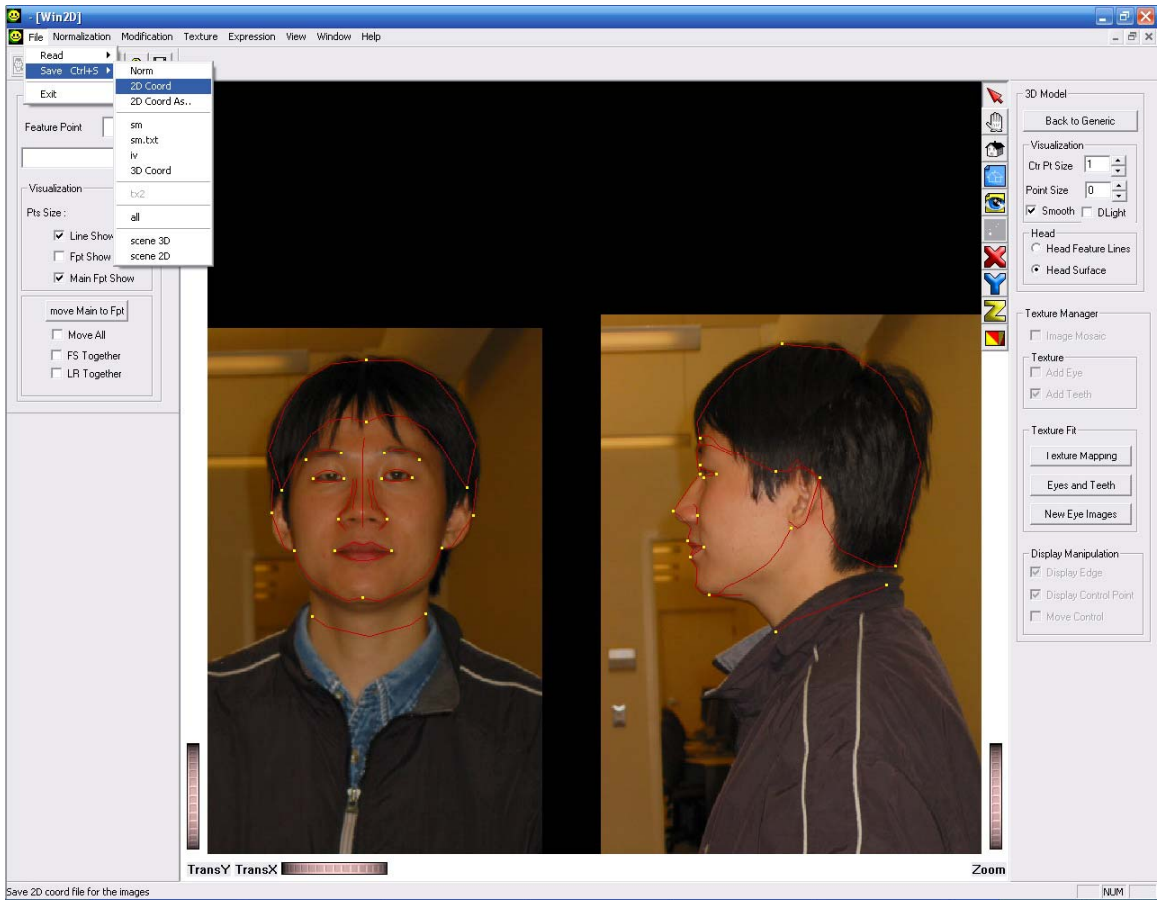 - [Win2D]
File Normalization Modification Texture Expression View Window Help
Read
Save Ctrl+S
Exit
Norm
2D Coord
2D Coord As..
sm
sm.txt
iv
3D Coord
tx2
all
scene 3D
scene 2D
Feature Point
Visualization
Pts Size :
Line Show
Fpt Show
Main Fpt Show
move Main to Fpt
Move All
FS Together
LR Together
3D Model
Back to Generic
Visualization
Ctr Pt Size 1
Point Size 0
Smooth DLight
Head
Head Feature Lines
Head Surface
Texture Manager
Image Mosaic
Texture
Add Eye
Add Teeth
Texture Fit
Texture Mapping
Eyes and Teeth
New Eye Images
Display Manipulation
Display Edge
Display Control Point
Move Control
TransY TransX
Zoom
Save 2D coord file for the images
NUM